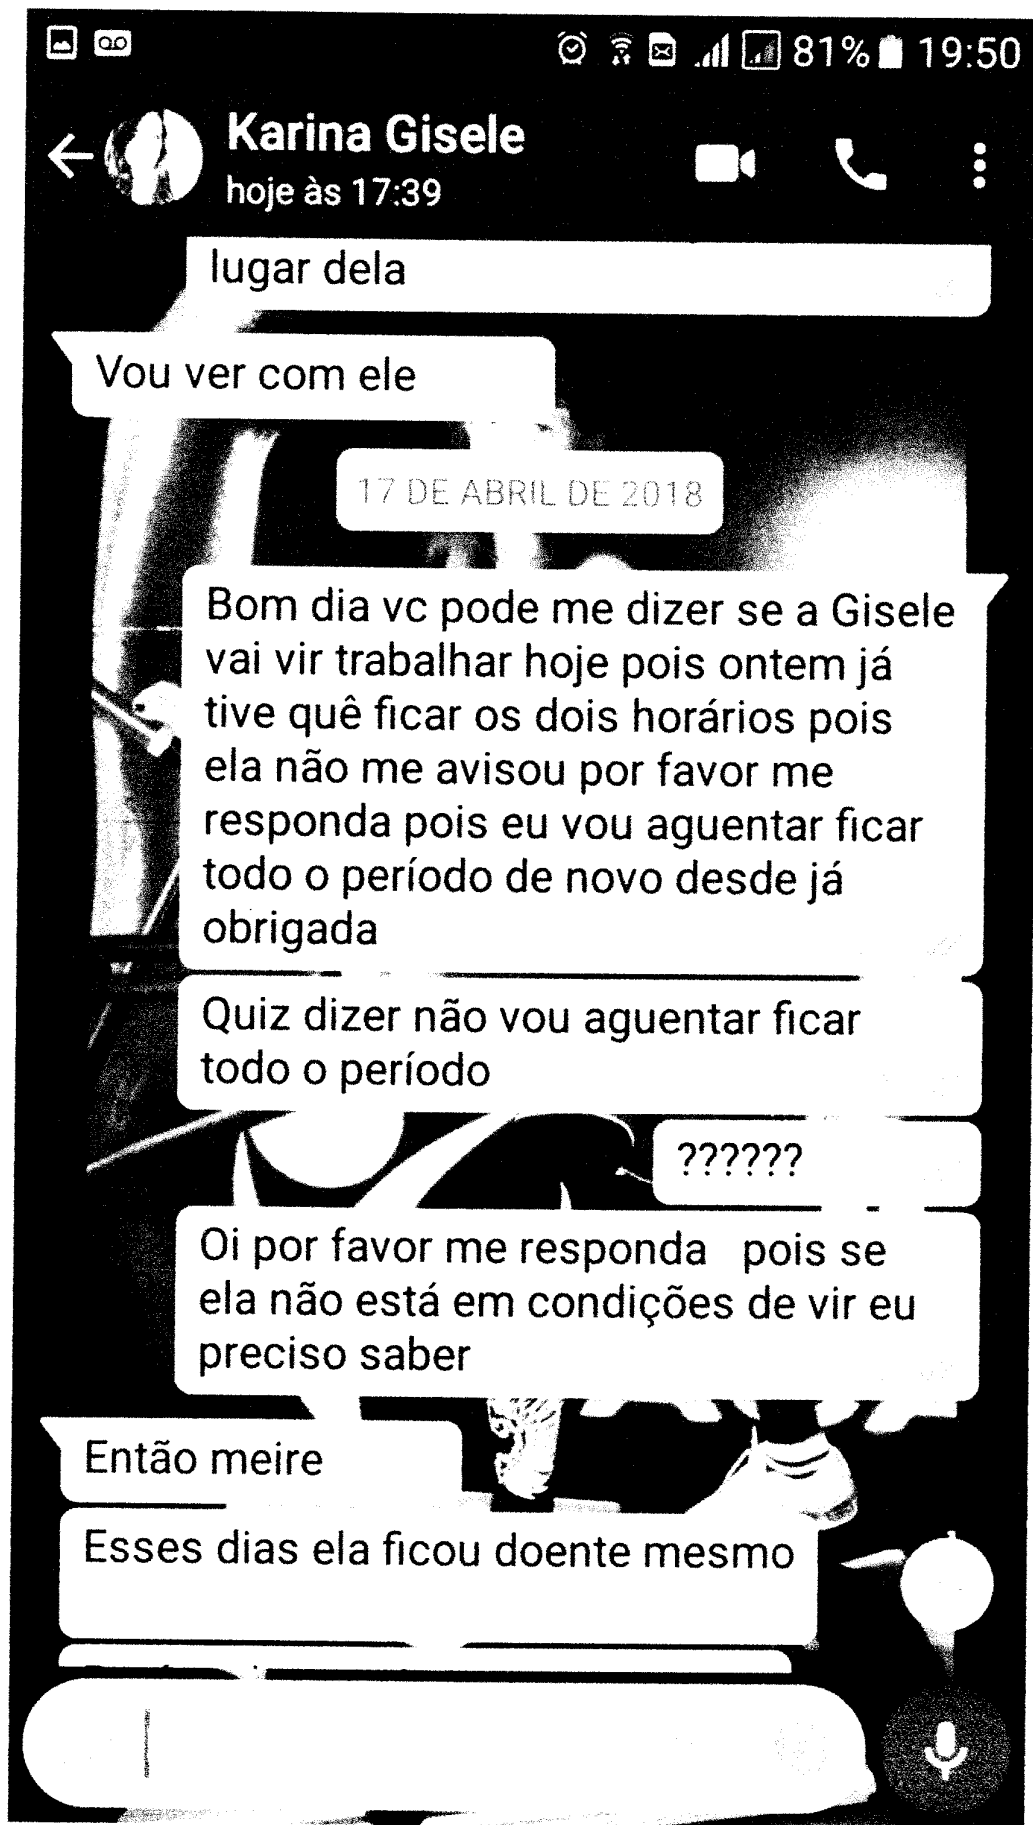 81% 19:50
Karina Gisele
hoje às 17:39
lugar dela
Vou ver com ele
17 DE ABRIL DE 2018
Bom dia vc pode me dizer se a Gisele
vai vir trabalhar hoje pois ontem já
tive quê ficar os dois horários pois
ela não me avisou por favor me
responda pois eu vou aguentar ficar
todo o período de novo desde já
obrigada
Quiz dizer não vou aguentar ficar
todo o período
??????
Oi por favor me responda   pois se
ela não está em condições de vir eu
preciso saber
Então meire
Esses dias ela ficou doente mesmo